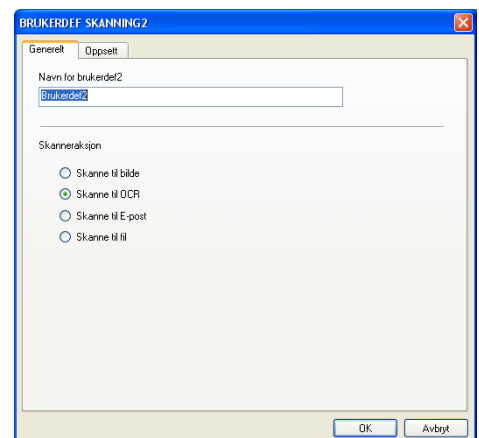 BRUKERDEF SKANNING2
Generelt Oppsett
Navn for brukerdef2
Brukerdef2
Skanneraksjon
Skanne til bilde
Skanne til OCR
Skanne til E-post
Skanne til fil
OK Avbryt